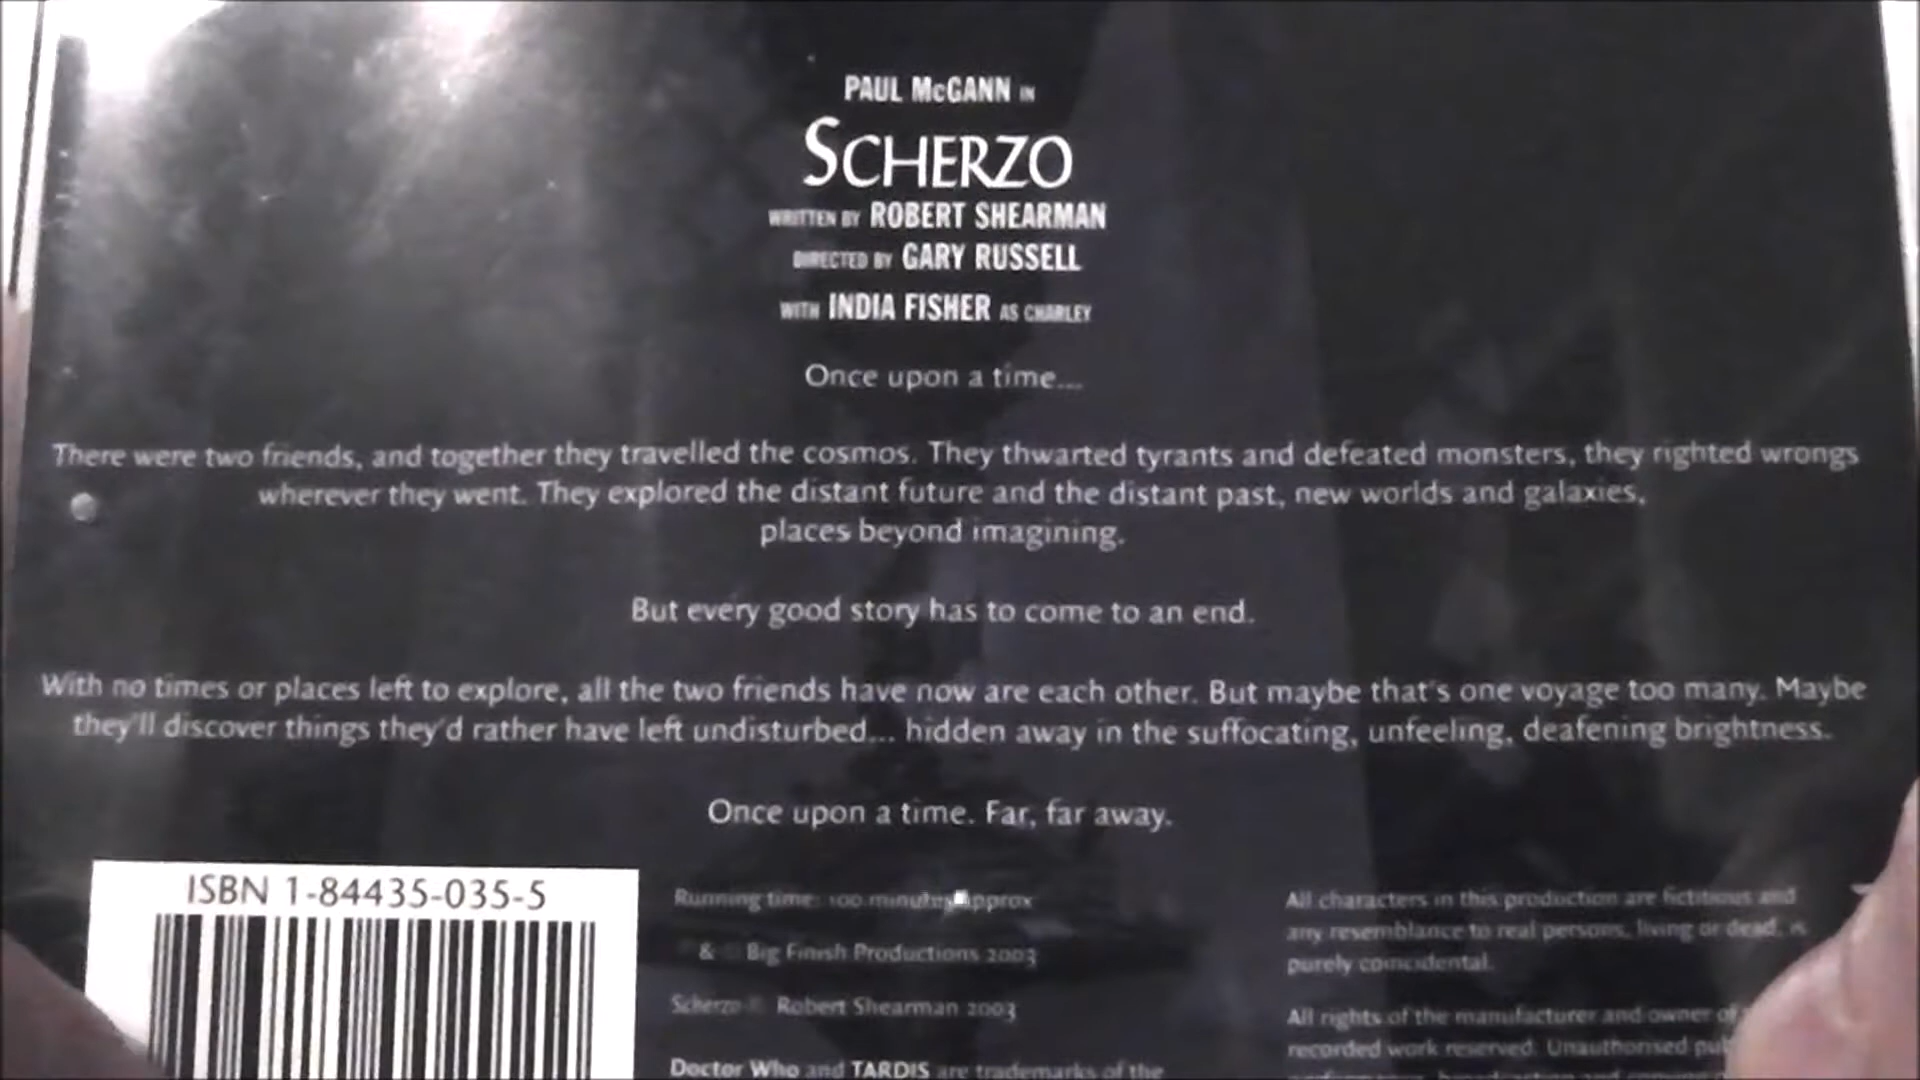 PAUL McGANN IN
SCHERZO
WRITTEN BY ROBERT SHEARMAN
DIRECTED BY GARY RUSSELL
WITH INDIA FISHER AS CHARLEY
Once upon a time...
There were two friends, and together they travelled the cosmos. They thwarted tyrants and defeated monsters, they righted wrongs
wherever they went. They explored the distant future and the distant past, new worlds and galaxies,
places beyond imagining.
But every good story has to come to an end.
With no times or places left to explore, all the two friends have now are each other. But maybe that's one voyage too many. Maybe
they'll discover things they'd rather have left undisturbed... hidden away in the suffocating, unfeeling, deafening brightness.
Once upon a time. Far, far away.
ISBN 1-84435-035-5
Running time: 100 minutes approx
& Big Finish Productions 2003
Scherzo © Robert Shearman 2003
Doctor Who and TARDIS are trademarks of the
All characters in this production are fictitious and
any resemblance to real persons, living or dead, is
purely coincidental.
All rights of the manufacturer and owner of
recorded work reserved. Unauthorised